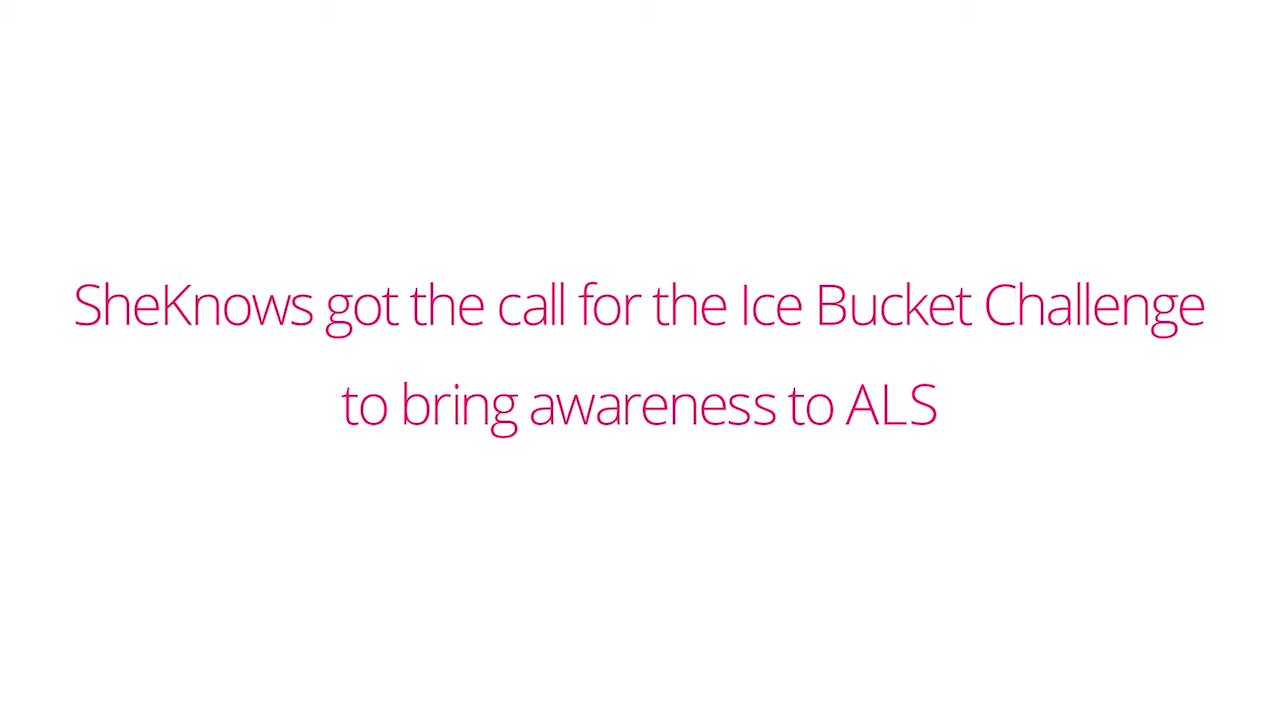 SheKnows got the call for the Ice Bucket Challenge
to bring awareness to ALS